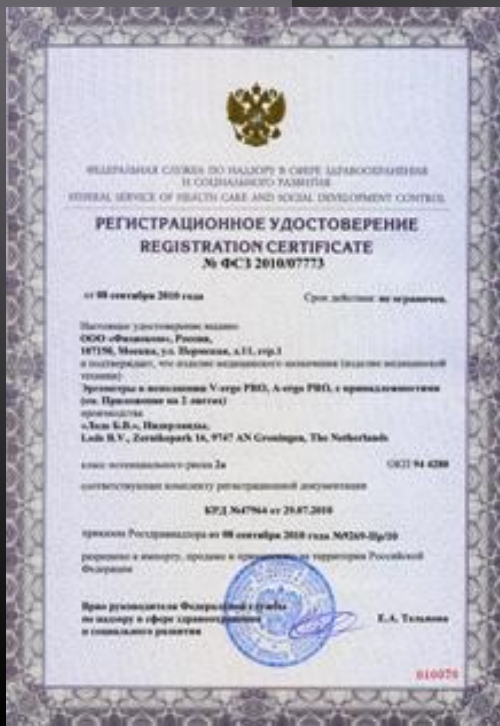 ФЕДЕРАЛЬНАЯ СЛУЖБА ПО НАДЗОРУ В СФЕРЕ ЗДРАВООХРАНЕНИЯ
И СОЦИАЛЬНОГО РАЗВИТИЯ
FEDERAL SERVICE OF HEALTH CARE AND SOCIAL DEVELOPMENT CONTROL
РЕГИСТРАЦИОННОЕ УДОСТОВЕРЕНИЕ
REGISTRATION CERTIFICATE
№ ФСЗ 2010/07773
от 08 сентября 2010 года Срок действия: не ограничен.
Настоящее удостоверение выдано
ООО «Физиоком», Россия,
107150, Москва, ул. Пермская, д.11, стр.1
и подтверждает, что изделие медицинского назначения (изделие медицинской
техники)
Эргометры в исполнении V-ergo PRO, A-ergo PRO, с принадлежностями
(см. Приложение на 2 листах)
производства
«Лоде Б.В.», Нидерланды,
Lode B.V., Zernikepark 16, 9747 AN Groningen, The Netherlands
класс потенциального риска 2а ОКП 94 4280
соответствующее комплекту регистрационной документации
КРД №47964 от 29.07.2010
приказом Росздравнадзора от 08 сентября 2010 года №9269-Пр/10
разрешено к импорту, продаже и на территории Российской
Федерации
Врио руководителя Федеральной службы
по надзору в сфере здравоохранения
и социального развития Е.А. Тельнова
010070